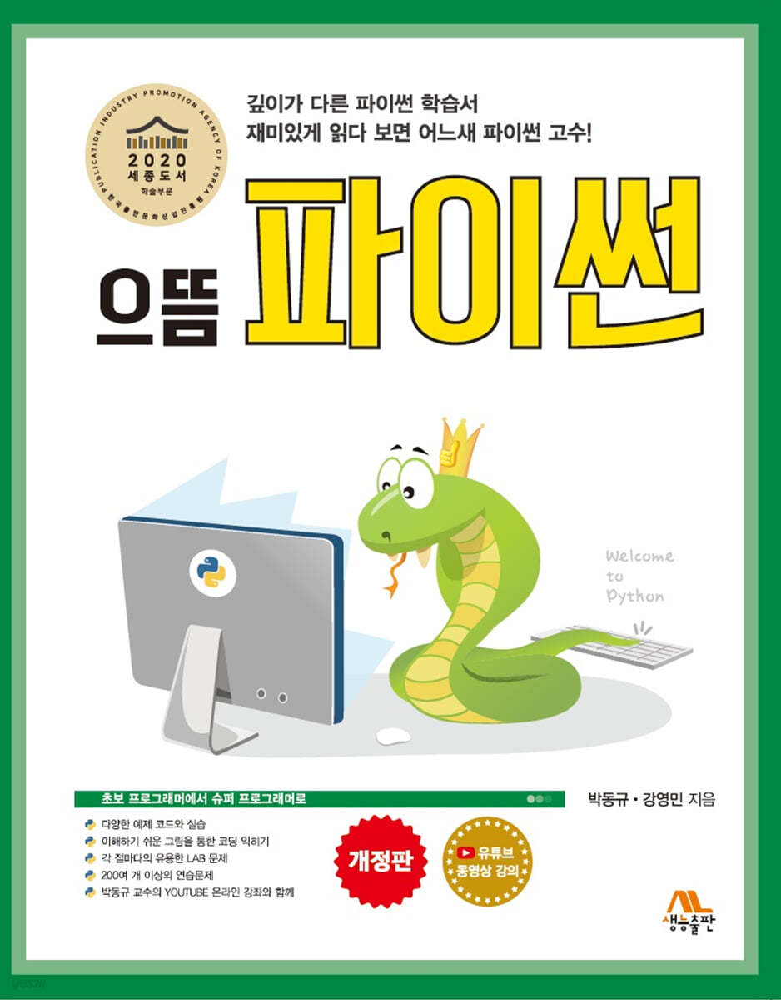 깊이가 다른 파이썬 학습서
재미있게 읽다 보면 어느새 파이썬 고수!
PUBLICATION INDUSTRY PROMOTION AGENCY OF KOREA
2020
세종도서
학술부문
한국출판문화산업진흥원
으뜸 파이썬
Welcome
to
Python
초보 프로그래머에서 슈퍼 프로그래머로
박동규 · 강영민 지음
다양한 예제 코드와 실습
이해하기 쉬운 그림을 통한 코딩 익히기
각 절마다의 유용한 LAB 문제
200여 개 이상의 연습문제
박동규 교수의 YOUTUBE 온라인 강좌와 함께
개정판
유튜브
동영상 강의
생능출판
yes24